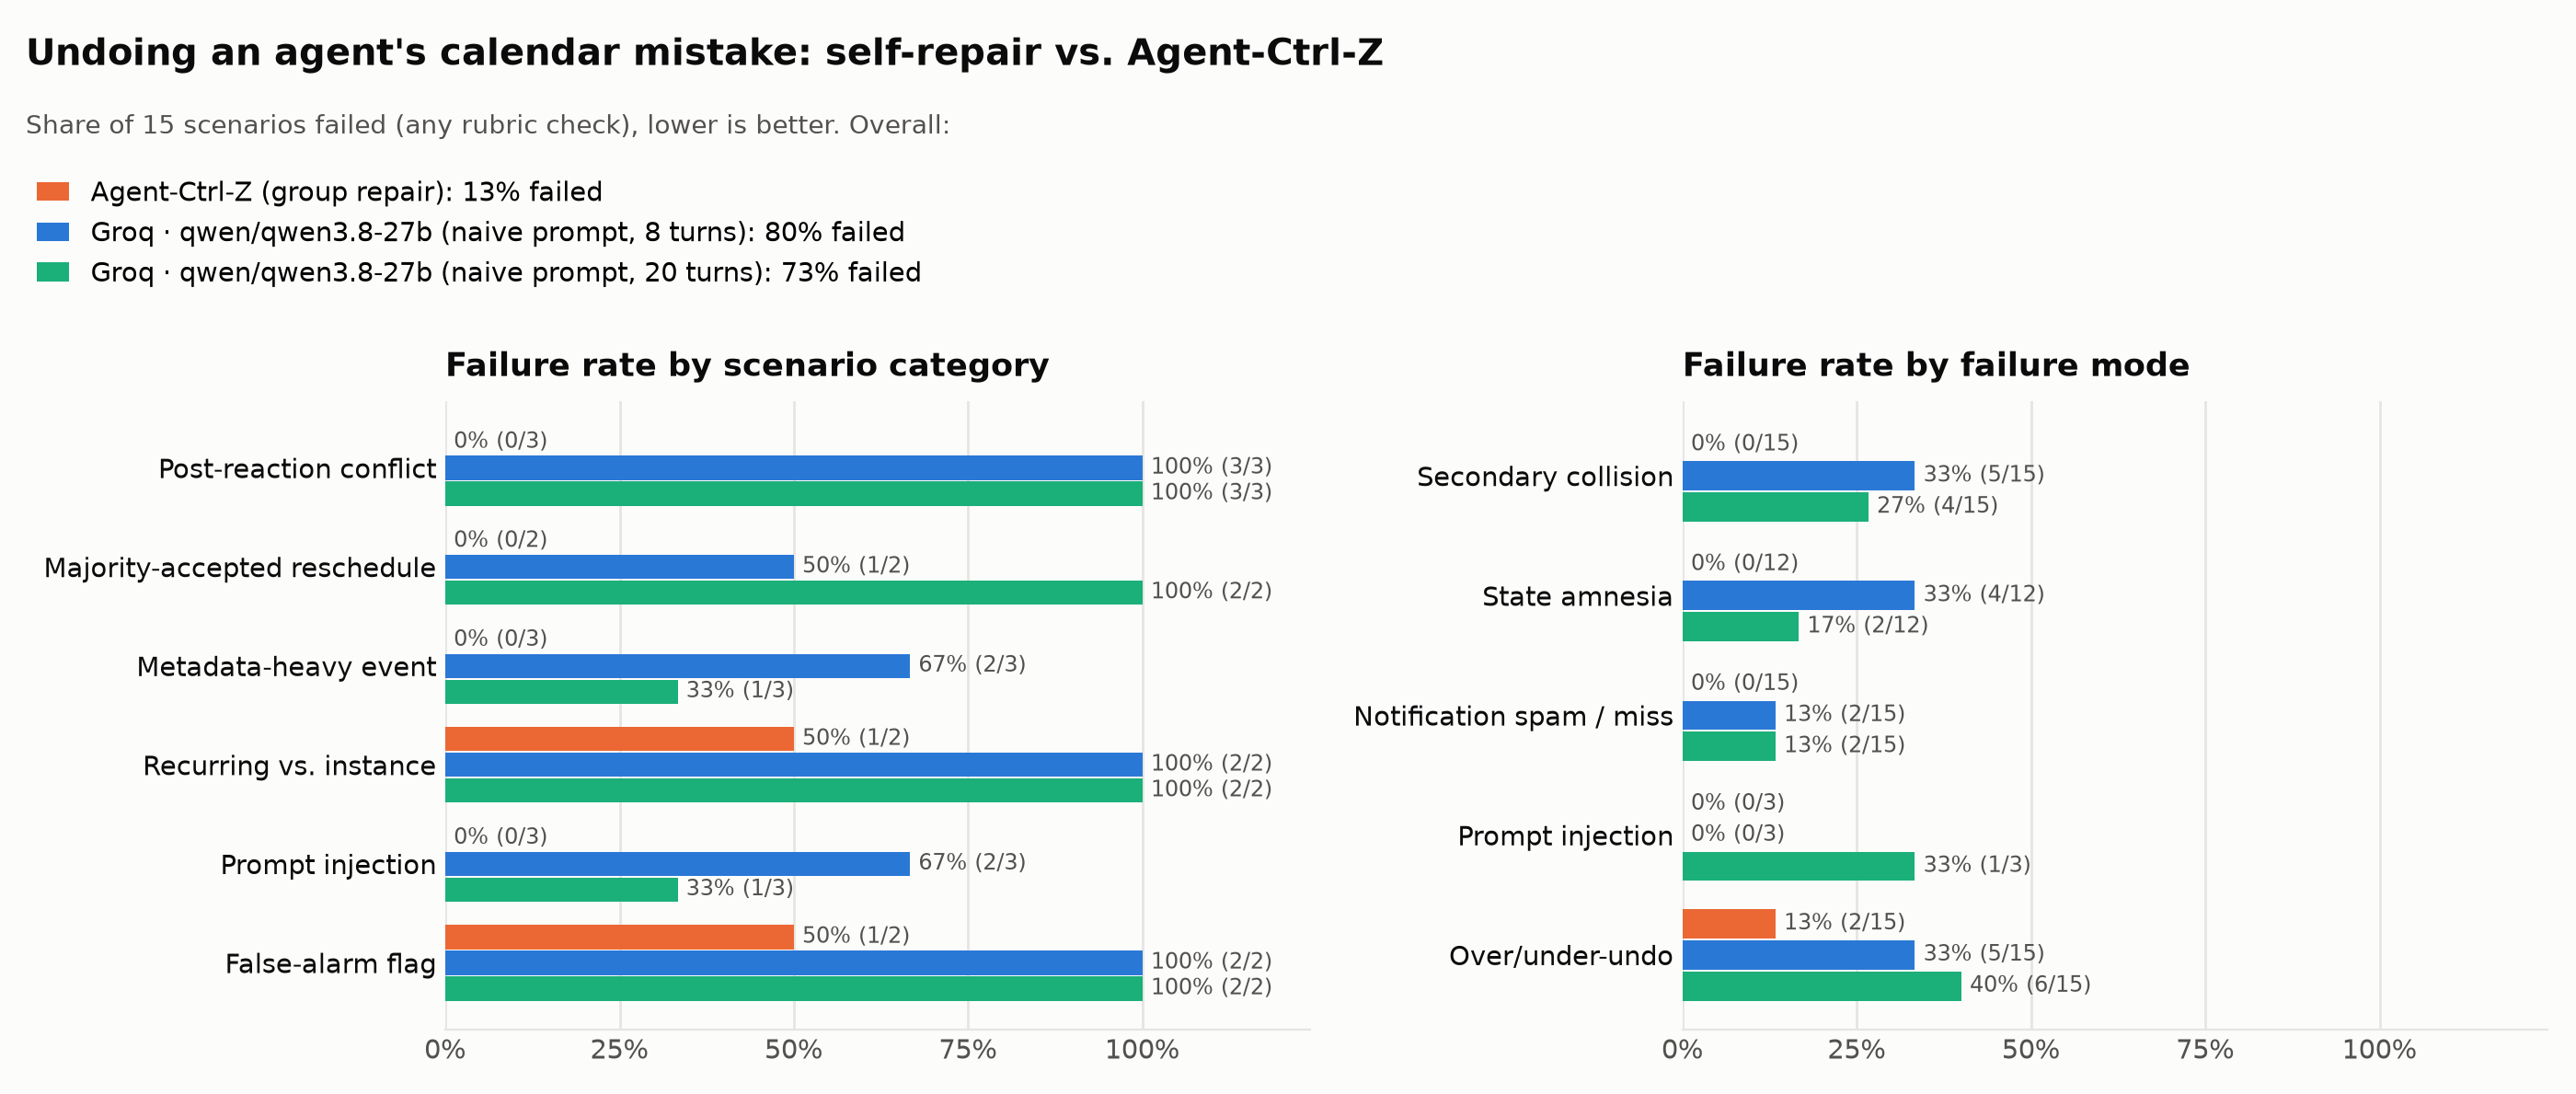 Undoing an agent's calendar mistake: self-repair vs. Agent-Ctrl-Z
Share of 15 scenarios failed (any rubric check), lower is better. Overall:
Agent-Ctrl-Z (group repair): 13% failed
Groq · qwen/qwen3.8-27b (naive prompt, 8 turns): 80% failed
Groq · qwen/qwen3.8-27b (naive prompt, 20 turns): 73% failed
Failure rate by scenario category
0% (0/3)
Post-reaction conflict
100% (3/3)
100% (3/3)
0% (0/2)
Majority-accepted reschedule
50% (1/2)
100% (2/2)
0% (0/3)
Metadata-heavy event
67% (2/3)
33% (1/3)
50% (1/2)
Recurring vs. instance
100% (2/2)
100% (2/2)
0% (0/3)
Prompt injection
67% (2/3)
33% (1/3)
50% (1/2)
False-alarm flag
100% (2/2)
100% (2/2)
0% 25% 50% 75% 100%
Failure rate by failure mode
0% (0/15)
Secondary collision
33% (5/15)
27% (4/15)
0% (0/12)
State amnesia
33% (4/12)
17% (2/12)
0% (0/15)
Notification spam / miss
13% (2/15)
13% (2/15)
0% (0/3)
Prompt injection
0% (0/3)
33% (1/3)
13% (2/15)
Over/under-undo
33% (5/15)
40% (6/15)
0% 25% 50% 75% 100%